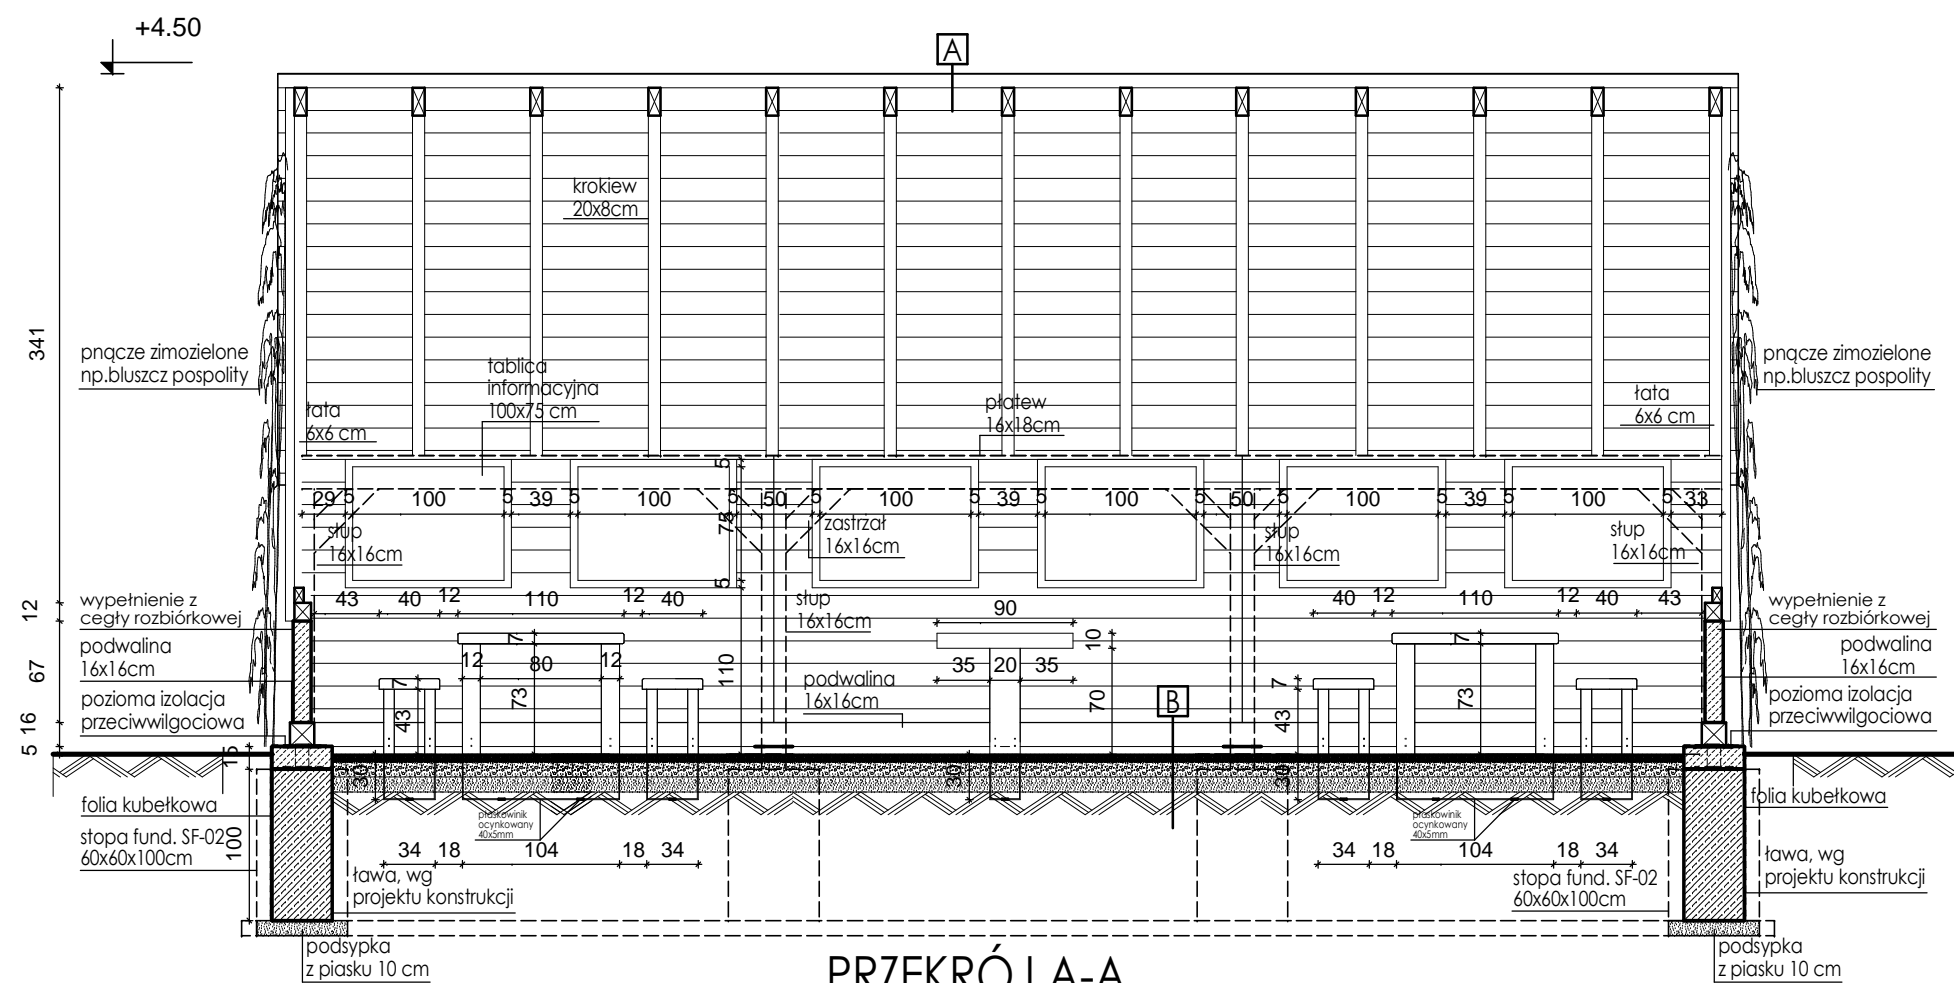 +4.50
A
krokiew
20x8cm
341
pnącze zimozielone
np.bluszcz pospolity
tablica
informacyjna
100x75 cm
łata
6x6 cm
płatew
16x18cm
łata
6x6 cm
pnącze zimozielone
np.bluszcz pospolity
5
29 5 100 5 39 5 100 5 50 5 100 5 39 5 100 5 50 5 100 5 39 5 100 5 33
75
słup
16x16cm
zastrzał
16x16cm
słup
16x16cm
słup
16x16cm
5
12
wypełnienie z
cegły rozbiórkowej
43 40 12 110 12 40
słup
16x16cm
90
40 12 110 12 40 43
wypełnienie z
cegły rozbiórkowej
67
podwalina
16x16cm
7
12 80 12
73
7
43
110
10
35 20 35
70
podwalina
16x16cm
B
7
43
7
73
podwalina
16x16cm
16
pozioma izolacja
przeciwwilgociowa
pozioma izolacja
przeciwwilgociowa
5
15
30
30
30
folia kubełkowa
płaskownik
ocynkowany
40x5mm
płaskownik
ocynkowany
40x5mm
folia kubełkowa
stopa fund. SF-02
60x60x100cm
100
34 18 104 18 34
34 18 104 18 34
ława, wg
projektu konstrukcji
stopa fund. SF-02
60x60x100cm
ława, wg
projektu konstrukcji
podsypka
z piasku 10 cm
PRZEKRÓJ A-A
podsypka
z piasku 10 cm